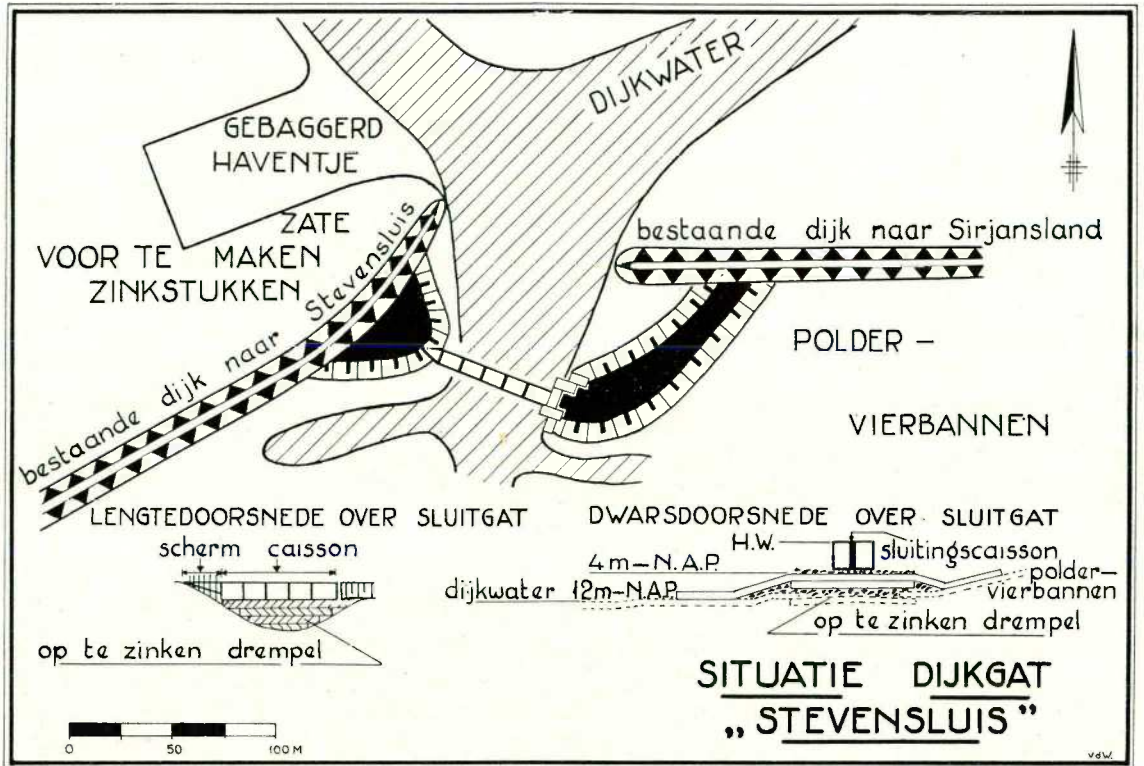 DIJKWATER
GEBAGGERD
HAVENTJE
ZATE
VOOR TE MAKEN
ZINKSTUKKEN
bestaande dijk naar Stevensluis
bestaande dijk naar Sirjansland
POLDER -
VIERBANNEN
LENGTEDOORSNEDE OVER SLUITGAT
scherm caisson
op te zinken drempel
DWARSDOORSNEDE OVER SLUITGAT
H.W.
sluitingscaisson
4m-N.A.P.
dijkwater 12m-N.A.P.
polder-
vierbannen
op te zinken drempel
SITUATIE DIJKGAT
„STEVENSLUIS”
0 50 100 M
vdW.